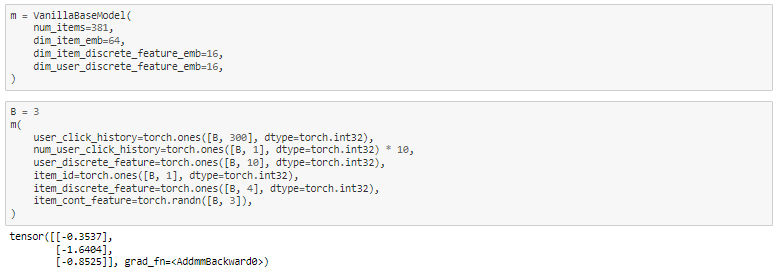 m = VanillaBaseModel(
    num_items=381,
    dim_item_emb=64,
    dim_item_discrete_feature_emb=16,
    dim_user_discrete_feature_emb=16,
)
B = 3
m(
    user_click_history=torch.ones([B, 300], dtype=torch.int32),
    num_user_click_history=torch.ones([B, 1], dtype=torch.int32) * 10,
    user_discrete_feature=torch.ones([B, 10], dtype=torch.int32),
    item_id=torch.ones([B, 1], dtype=torch.int32),
    item_discrete_feature=torch.ones([B, 4], dtype=torch.int32),
    item_cont_feature=torch.randn([B, 3]),
)
tensor([[-0.3537],
        [-1.6404],
        [-0.8525]], grad_fn=<AddmmBackward0>)